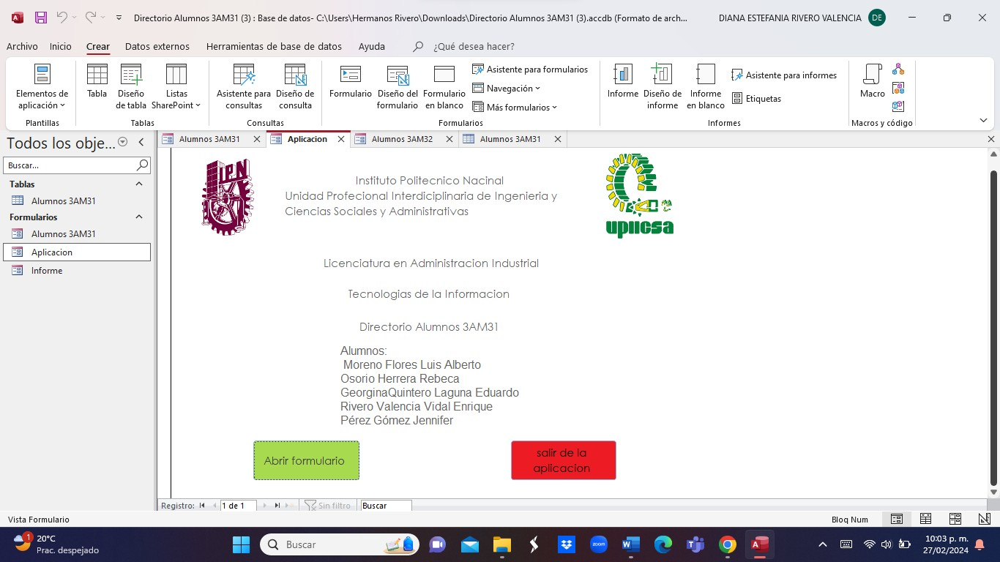 Directorio Alumnos 3AM31 (3) : Base de datos- C:\Users\Hermanos Rivero\Downloads\Directorio Alumnos 3AM31 (3).accdb (Formato de arch... DIANA ESTEFANIA RIVERO VALENCIA DE
Archivo Inicio Crear Datos externos Herramientas de base de datos Ayuda ¿Qué desea hacer?
Elementos de aplicación
Plantillas
Tabla
Diseño de tabla
Listas SharePoint
Tablas
Asistente para consultas
Diseño de consulta
Consultas
Formulario
Diseño del formulario
Formulario en blanco
Asistente para formularios
Navegación
Más formularios
Formularios
Informe
Diseño de informe
Informe en blanco
Asistente para informes
Etiquetas
Informes
Macro
Macros y código
Todos los obje...
Buscar...
Tablas
Alumnos 3AM31
Formularios
Alumnos 3AM31
Aplicacion
Informe
Alumnos 3AM31 Aplicacion Alumnos 3AM32 Alumnos 3AM31
IPN
Instituto Politecnico Nacinal
Unidad Profecional Interdiciplinaria de Ingenieria y
Ciencias Sociales y Administrativas
upiicsa
Licenciatura en Administracion Industrial
Tecnologias de la Informacion
Directorio Alumnos 3AM31
Alumnos:
Moreno Flores Luis Alberto
Osorio Herrera Rebeca
GeorginaQuintero Laguna Eduardo
Rivero Valencia Vidal Enrique
Pérez Gómez Jennifer
Abrir formulario
salir de la
aplicacion
Registro: 1 de 1 Sin filtro Buscar
Vista Formulario Bloq Num
1
20°C
Prac. despejado
Buscar
zoom
10:03 p. m.
27/02/2024